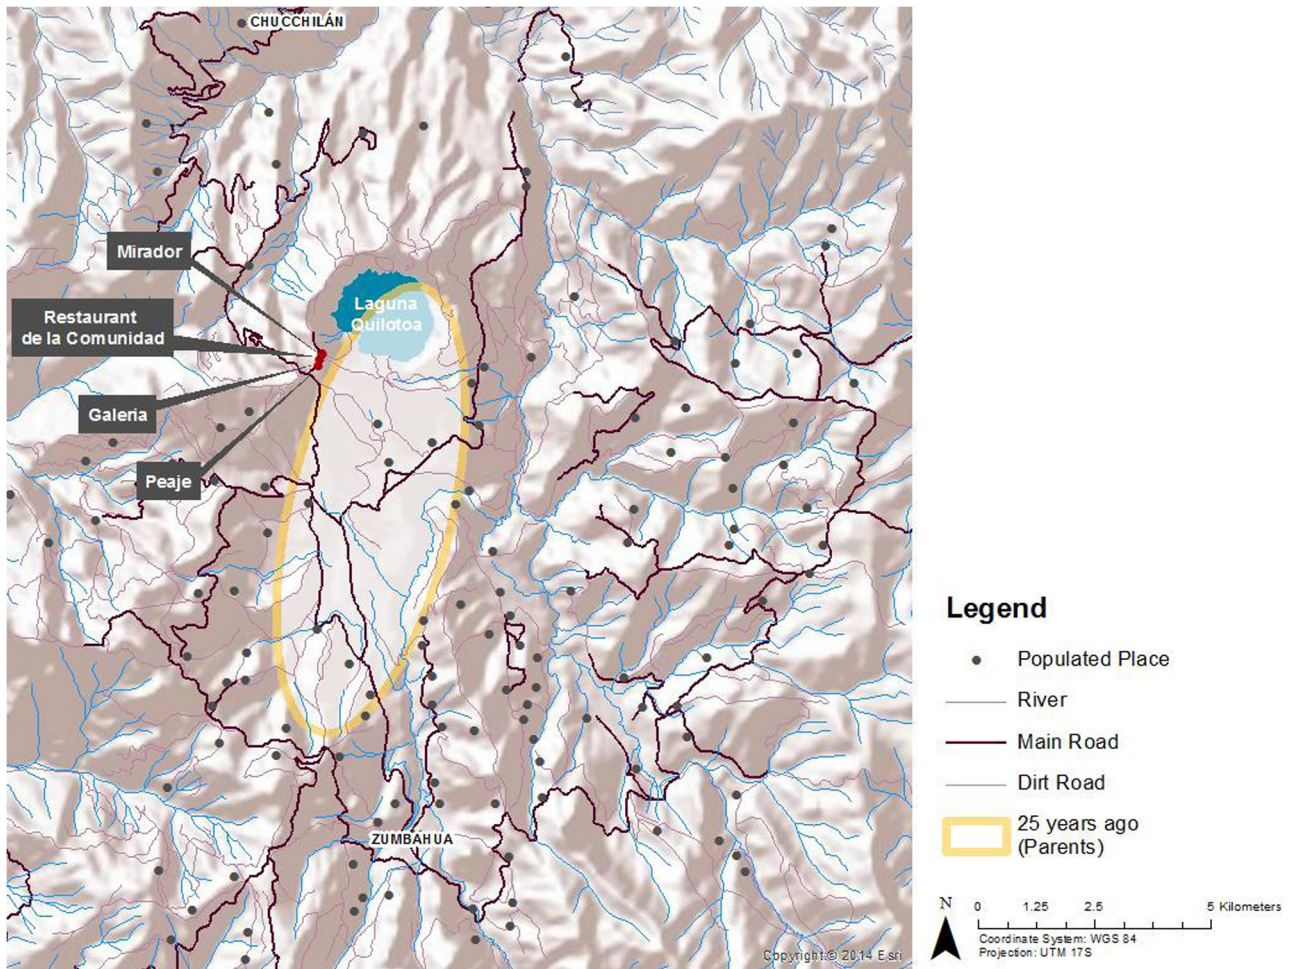 CHUCCHILÁN
Mirador
Restaurant
de la Comunidad
Galeria
Peaje
Laguna
Quilotoa
ZUMBAHUA
Copyright:© 2014 Esri
Legend
Populated Place
River
Main Road
Dirt Road
25 years ago
(Parents)
N
0 1.25 2.5 5 Kilometers
Coordinate System: WGS 84
Projection: UTM 17S